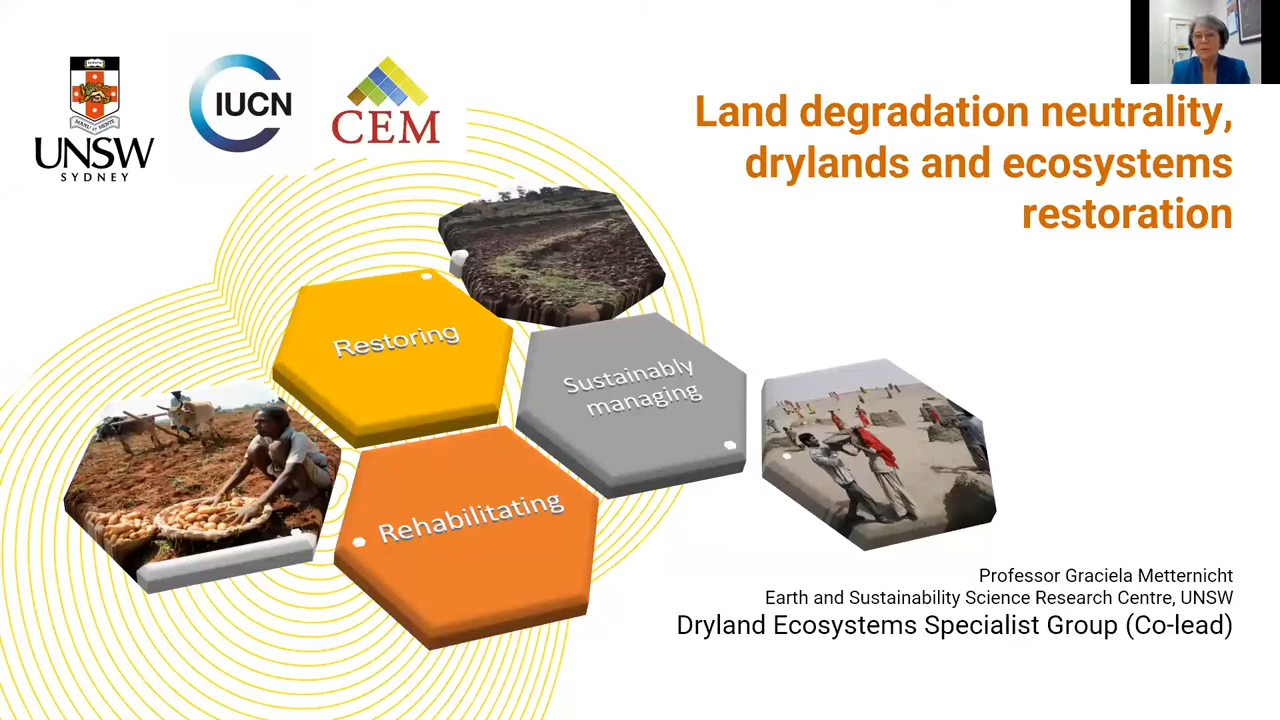 UNSW
SYDNEY
IUCN
CEM
Land degradation neutrality,
drylands and ecosystems
restoration
Restoring
Sustainably
managing
Rehabilitating
Professor Graciela Metternicht
Earth and Sustainability Science Research Centre, UNSW
Dryland Ecosystems Specialist Group (Co-lead)